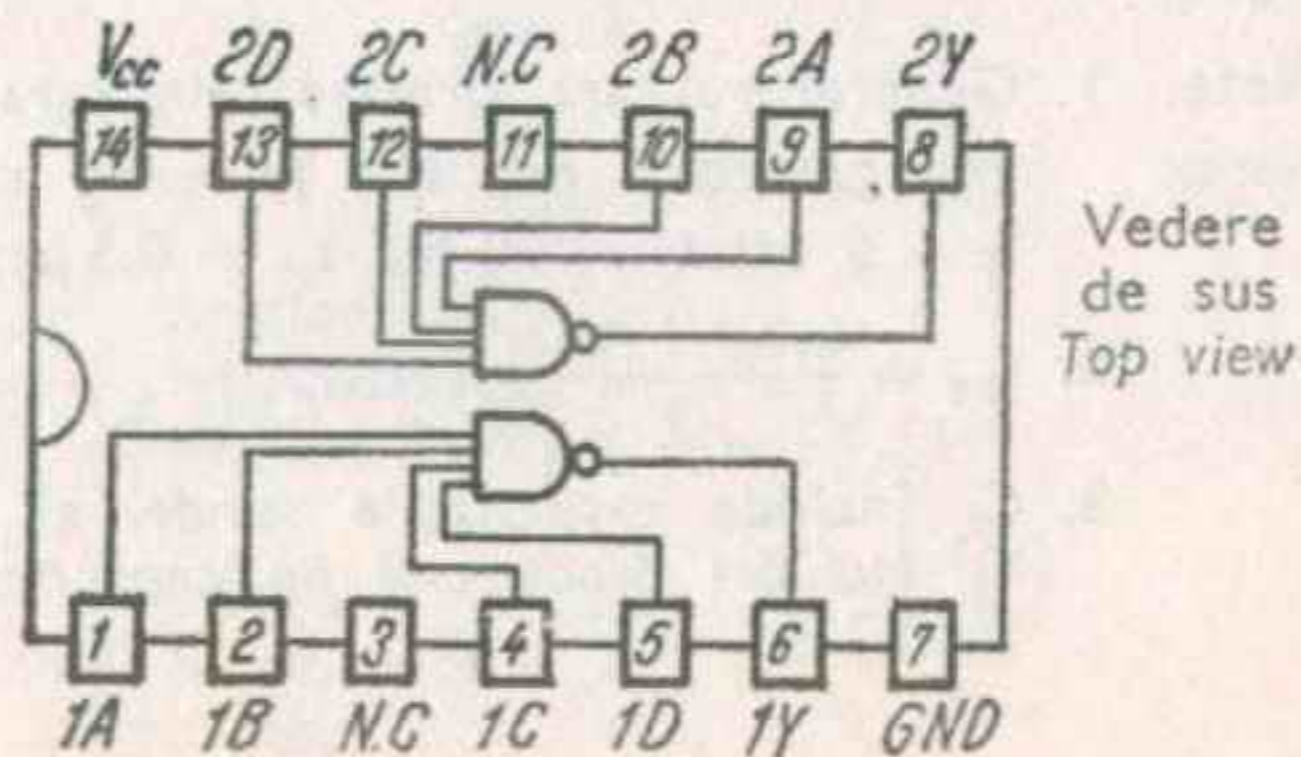 Vcc 2D 2C N.C 2B 2A 2Y
14 13 12 11 10 9 8
Vedere
de sus
Top view
1 2 3 4 5 6 7
1A 1B N.C 1C 1D 1Y GND